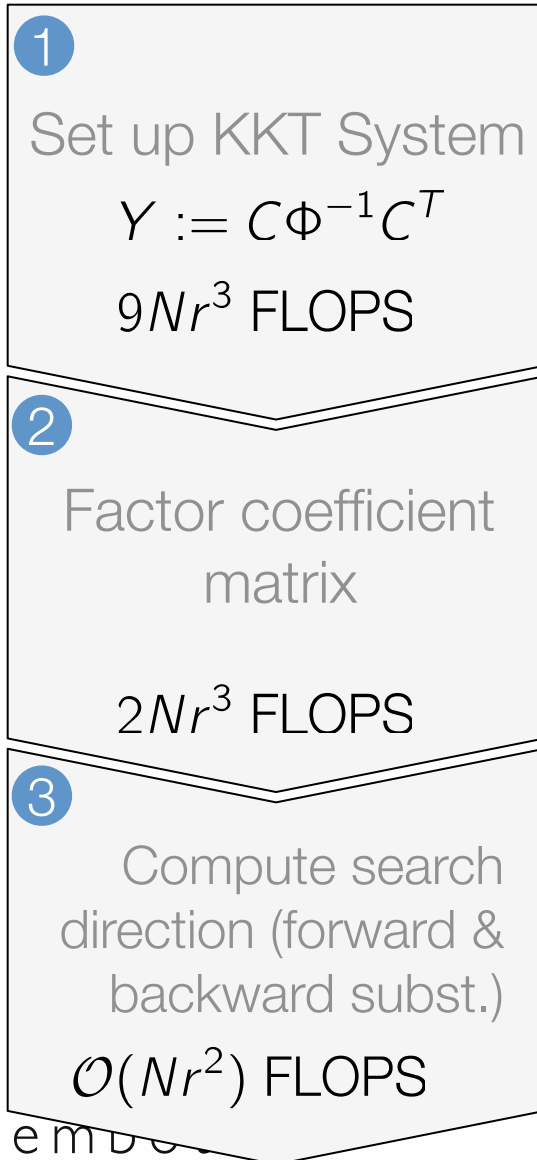 1
Set up KKT System
Y := CΦ⁻¹Cᵀ
9Nr³ FLOPS
2
Factor coefficient
matrix
2Nr³ FLOPS
3
Compute search
direction (forward &
backward subst.)
𝒪(Nr²) FLOPS